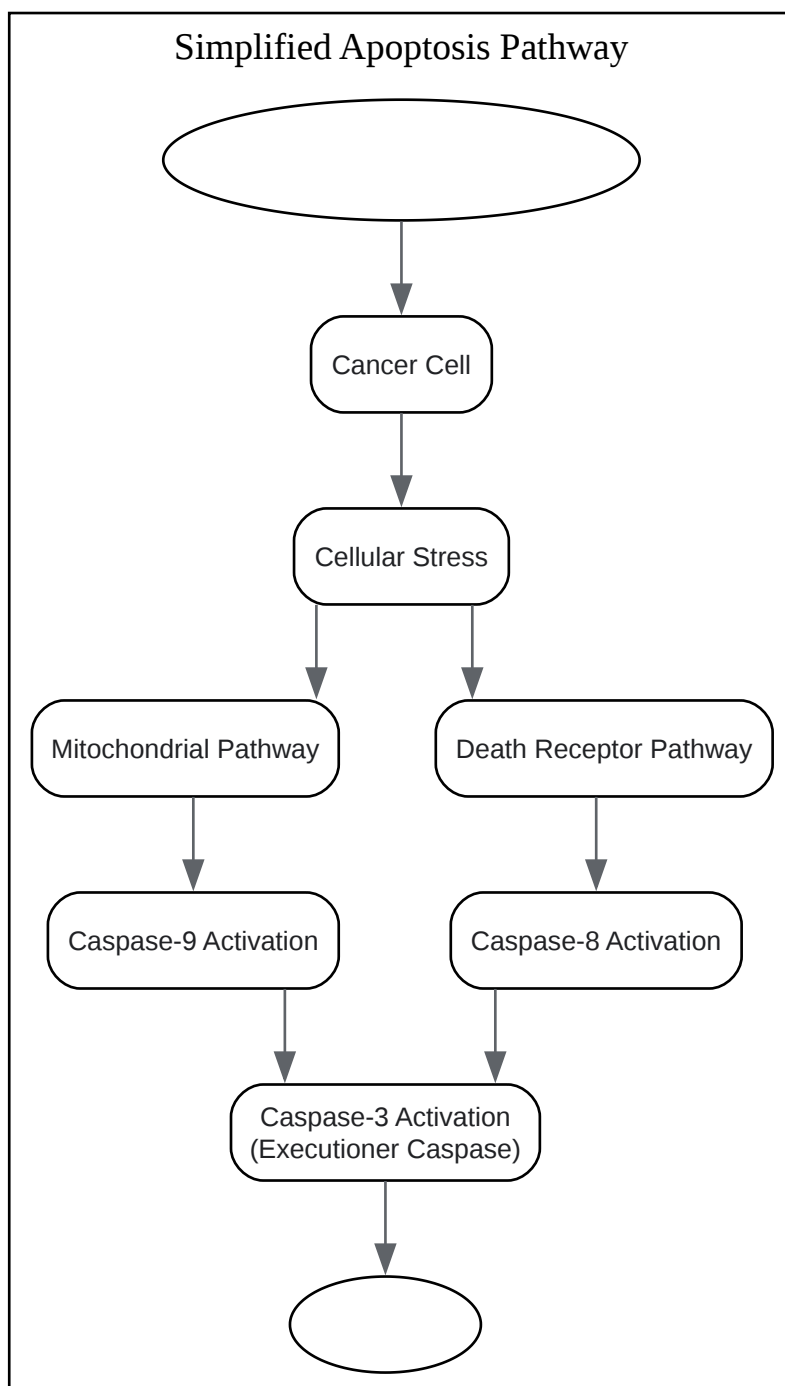 Simplified Apoptosis Pathway
Cancer Cell
Cellular Stress
Mitochondrial Pathway
Death Receptor Pathway
Caspase-9 Activation
Caspase-8 Activation
Caspase-3 Activation
(Executioner Caspase)